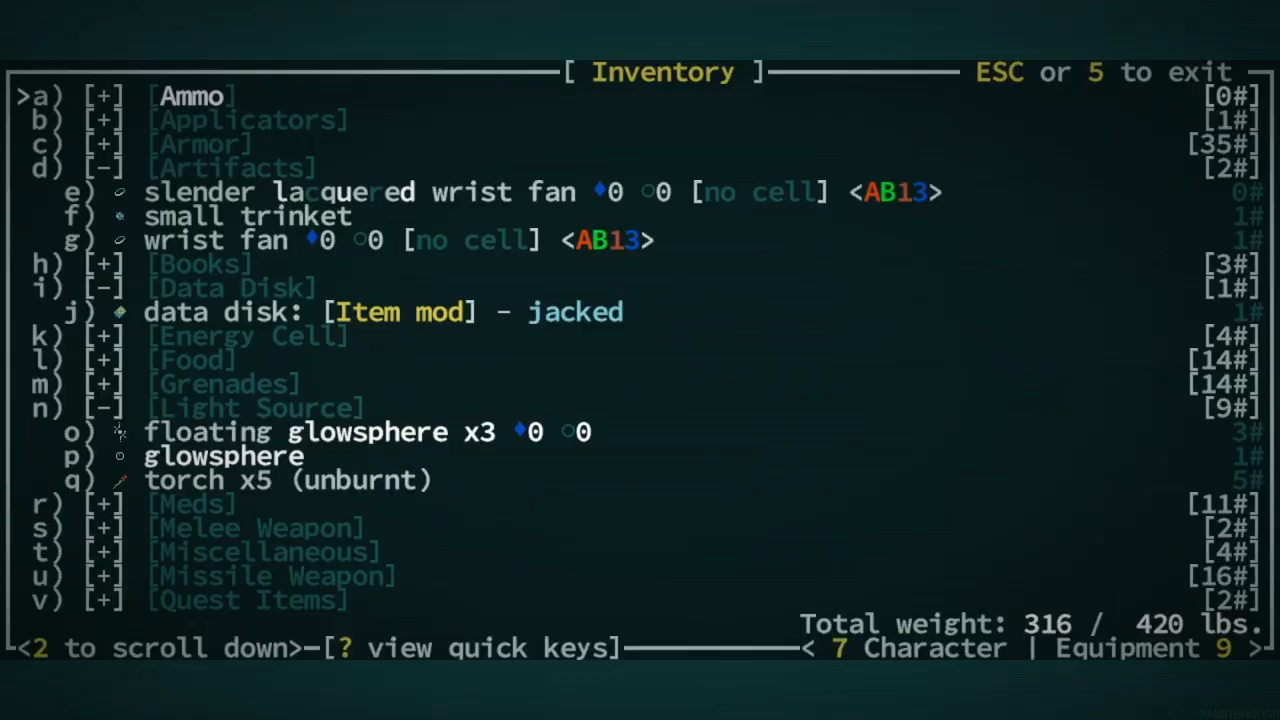 [ Inventory ] ESC or 5 to exit
>a) [+] [Ammo] [0#]
b) [+] [Applicators] [1#]
c) [+] [Armor] [35#]
d) [-] [Artifacts] [2#]
e) slender lacquered wrist fan ♦0 ○0 [no cell] <AB13> 0#
f) small trinket 1#
g) wrist fan ♦0 ○0 [no cell] <AB13> 1#
h) [+] [Books] [3#]
i) [-] [Data Disk] [1#]
j) data disk: [Item mod] - jacked 1#
k) [+] [Energy Cell] [4#]
l) [+] [Food] [14#]
m) [+] [Grenades] [14#]
n) [-] [Light Source] [9#]
o) floating glowsphere x3 ♦0 ○0 3#
p) glowsphere 1#
q) torch x5 (unburnt) 5#
r) [+] [Meds] [11#]
s) [+] [Melee Weapon] [2#]
t) [+] [Miscellaneous] [4#]
u) [+] [Missile Weapon] [16#]
v) [+] [Quest Items] [2#]
Total weight: 316 / 420 lbs.
<2 to scroll down> [? view quick keys] < 7 Character | Equipment 9 >